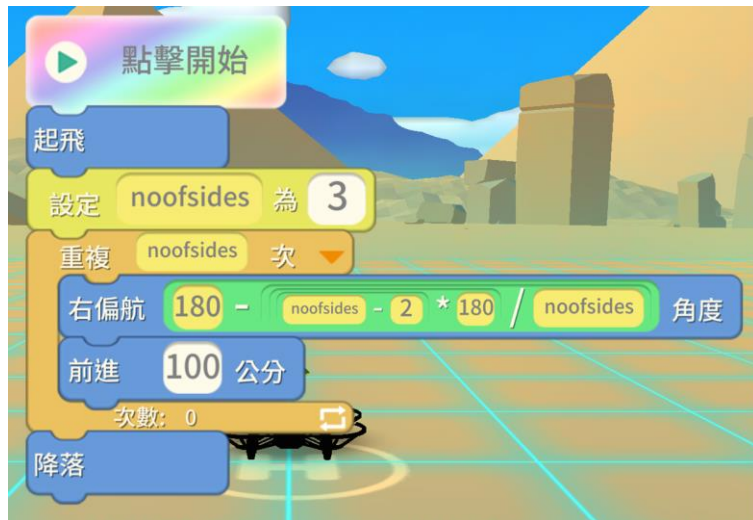 點擊開始
起飛
設定 noofsides 為 3
重複 noofsides 次
右偏航 180 - noofsides - 2 * 180 / noofsides 角度
前進 100 公分
次數: 0
降落
H